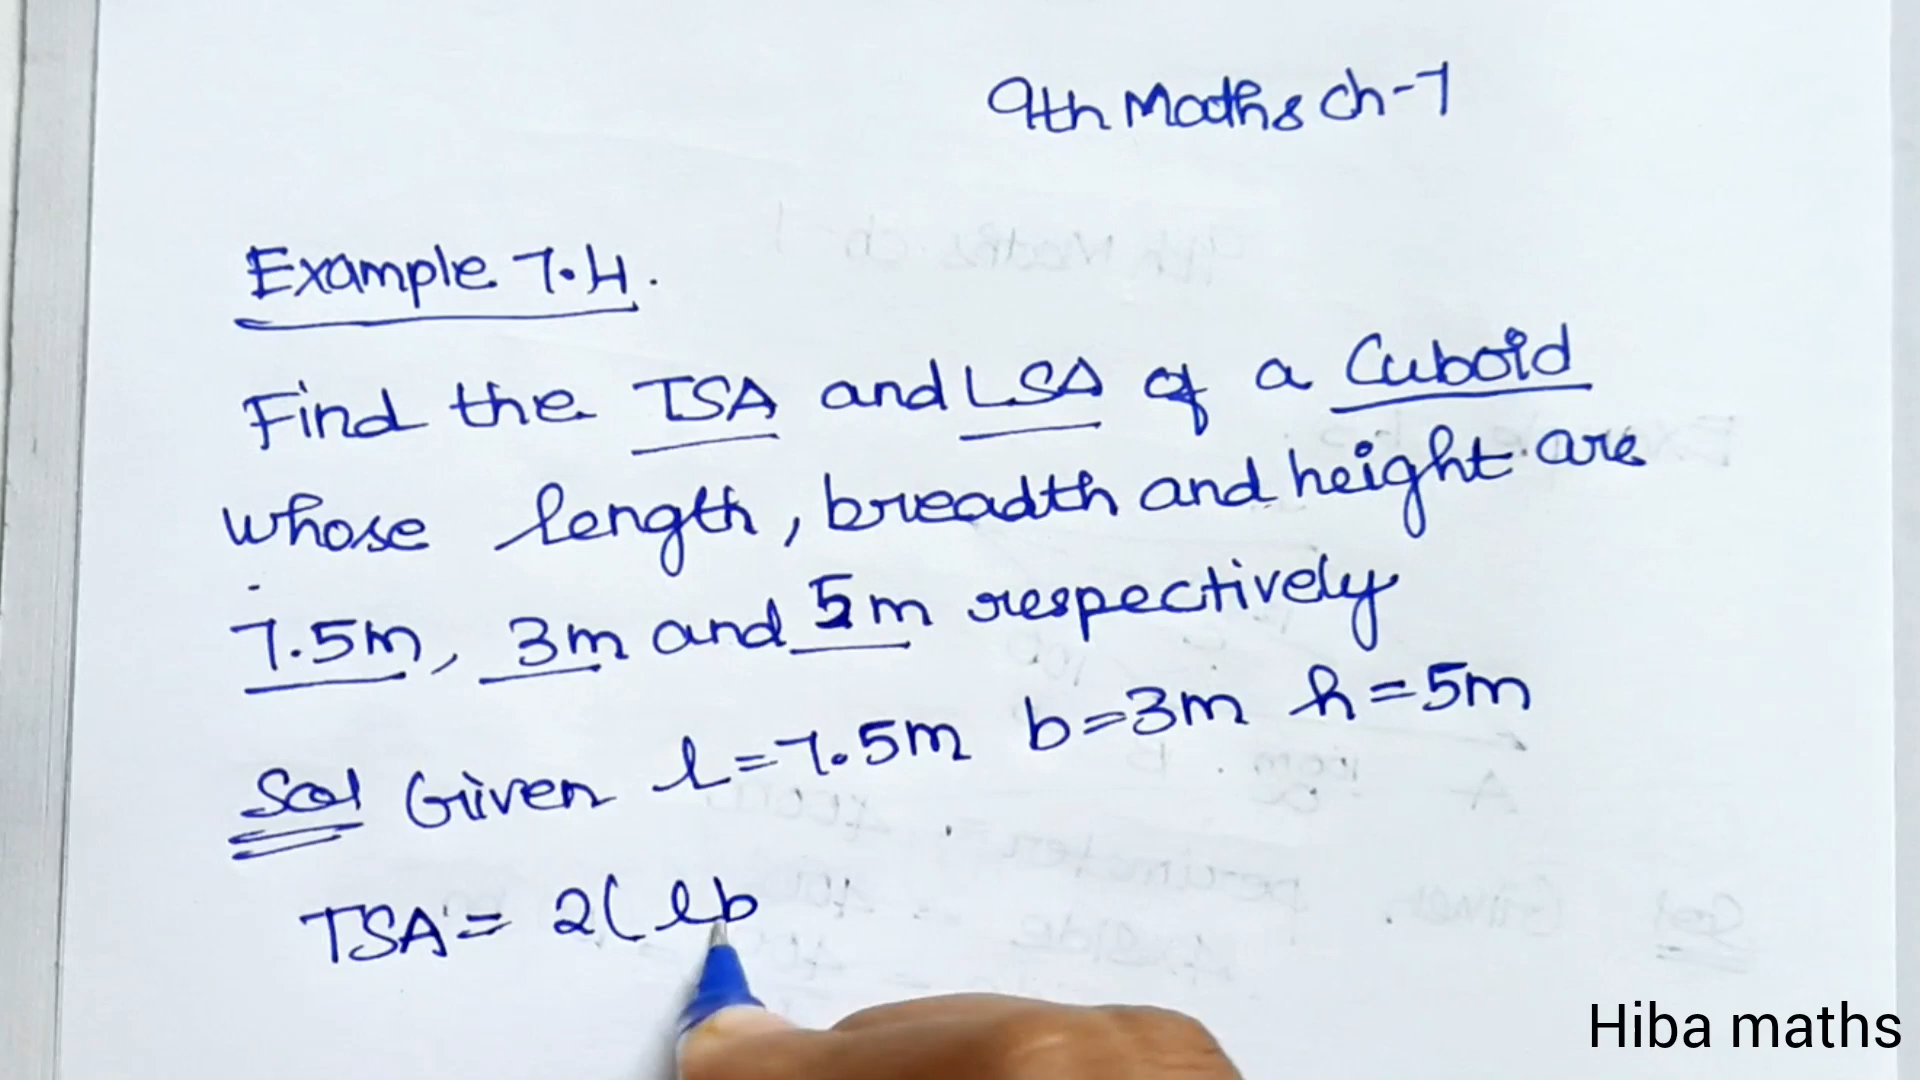 9th Maths ch-7
Example 7.4.
Find the TSA and LSA of a Cuboid
whose length, breadth and height are
7.5m, 3m and 5m respectively
Sol Given l=7.5m b=3m h=5m
TSA = 2(lb
Hiba maths